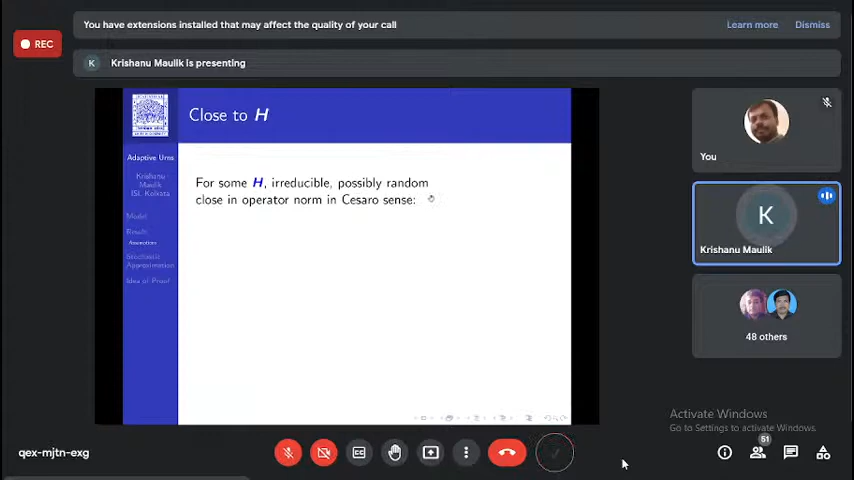 You have extensions installed that may affect the quality of your call
Learn more
Dismiss
REC
K
Krishanu Maulik is presenting
Close to H
Adaptive Urns
Krishanu
Maulik
ISI, Kolkata
Model
Result
Assumptions
Stochastic
Approximation
Idea of Proof
For some H, irreducible, possibly random
close in operator norm in Cesaro sense:
You
K
Krishanu Maulik
48 others
Activate Windows
Go to Settings to activate Windows.
qex-mjtn-exg
51